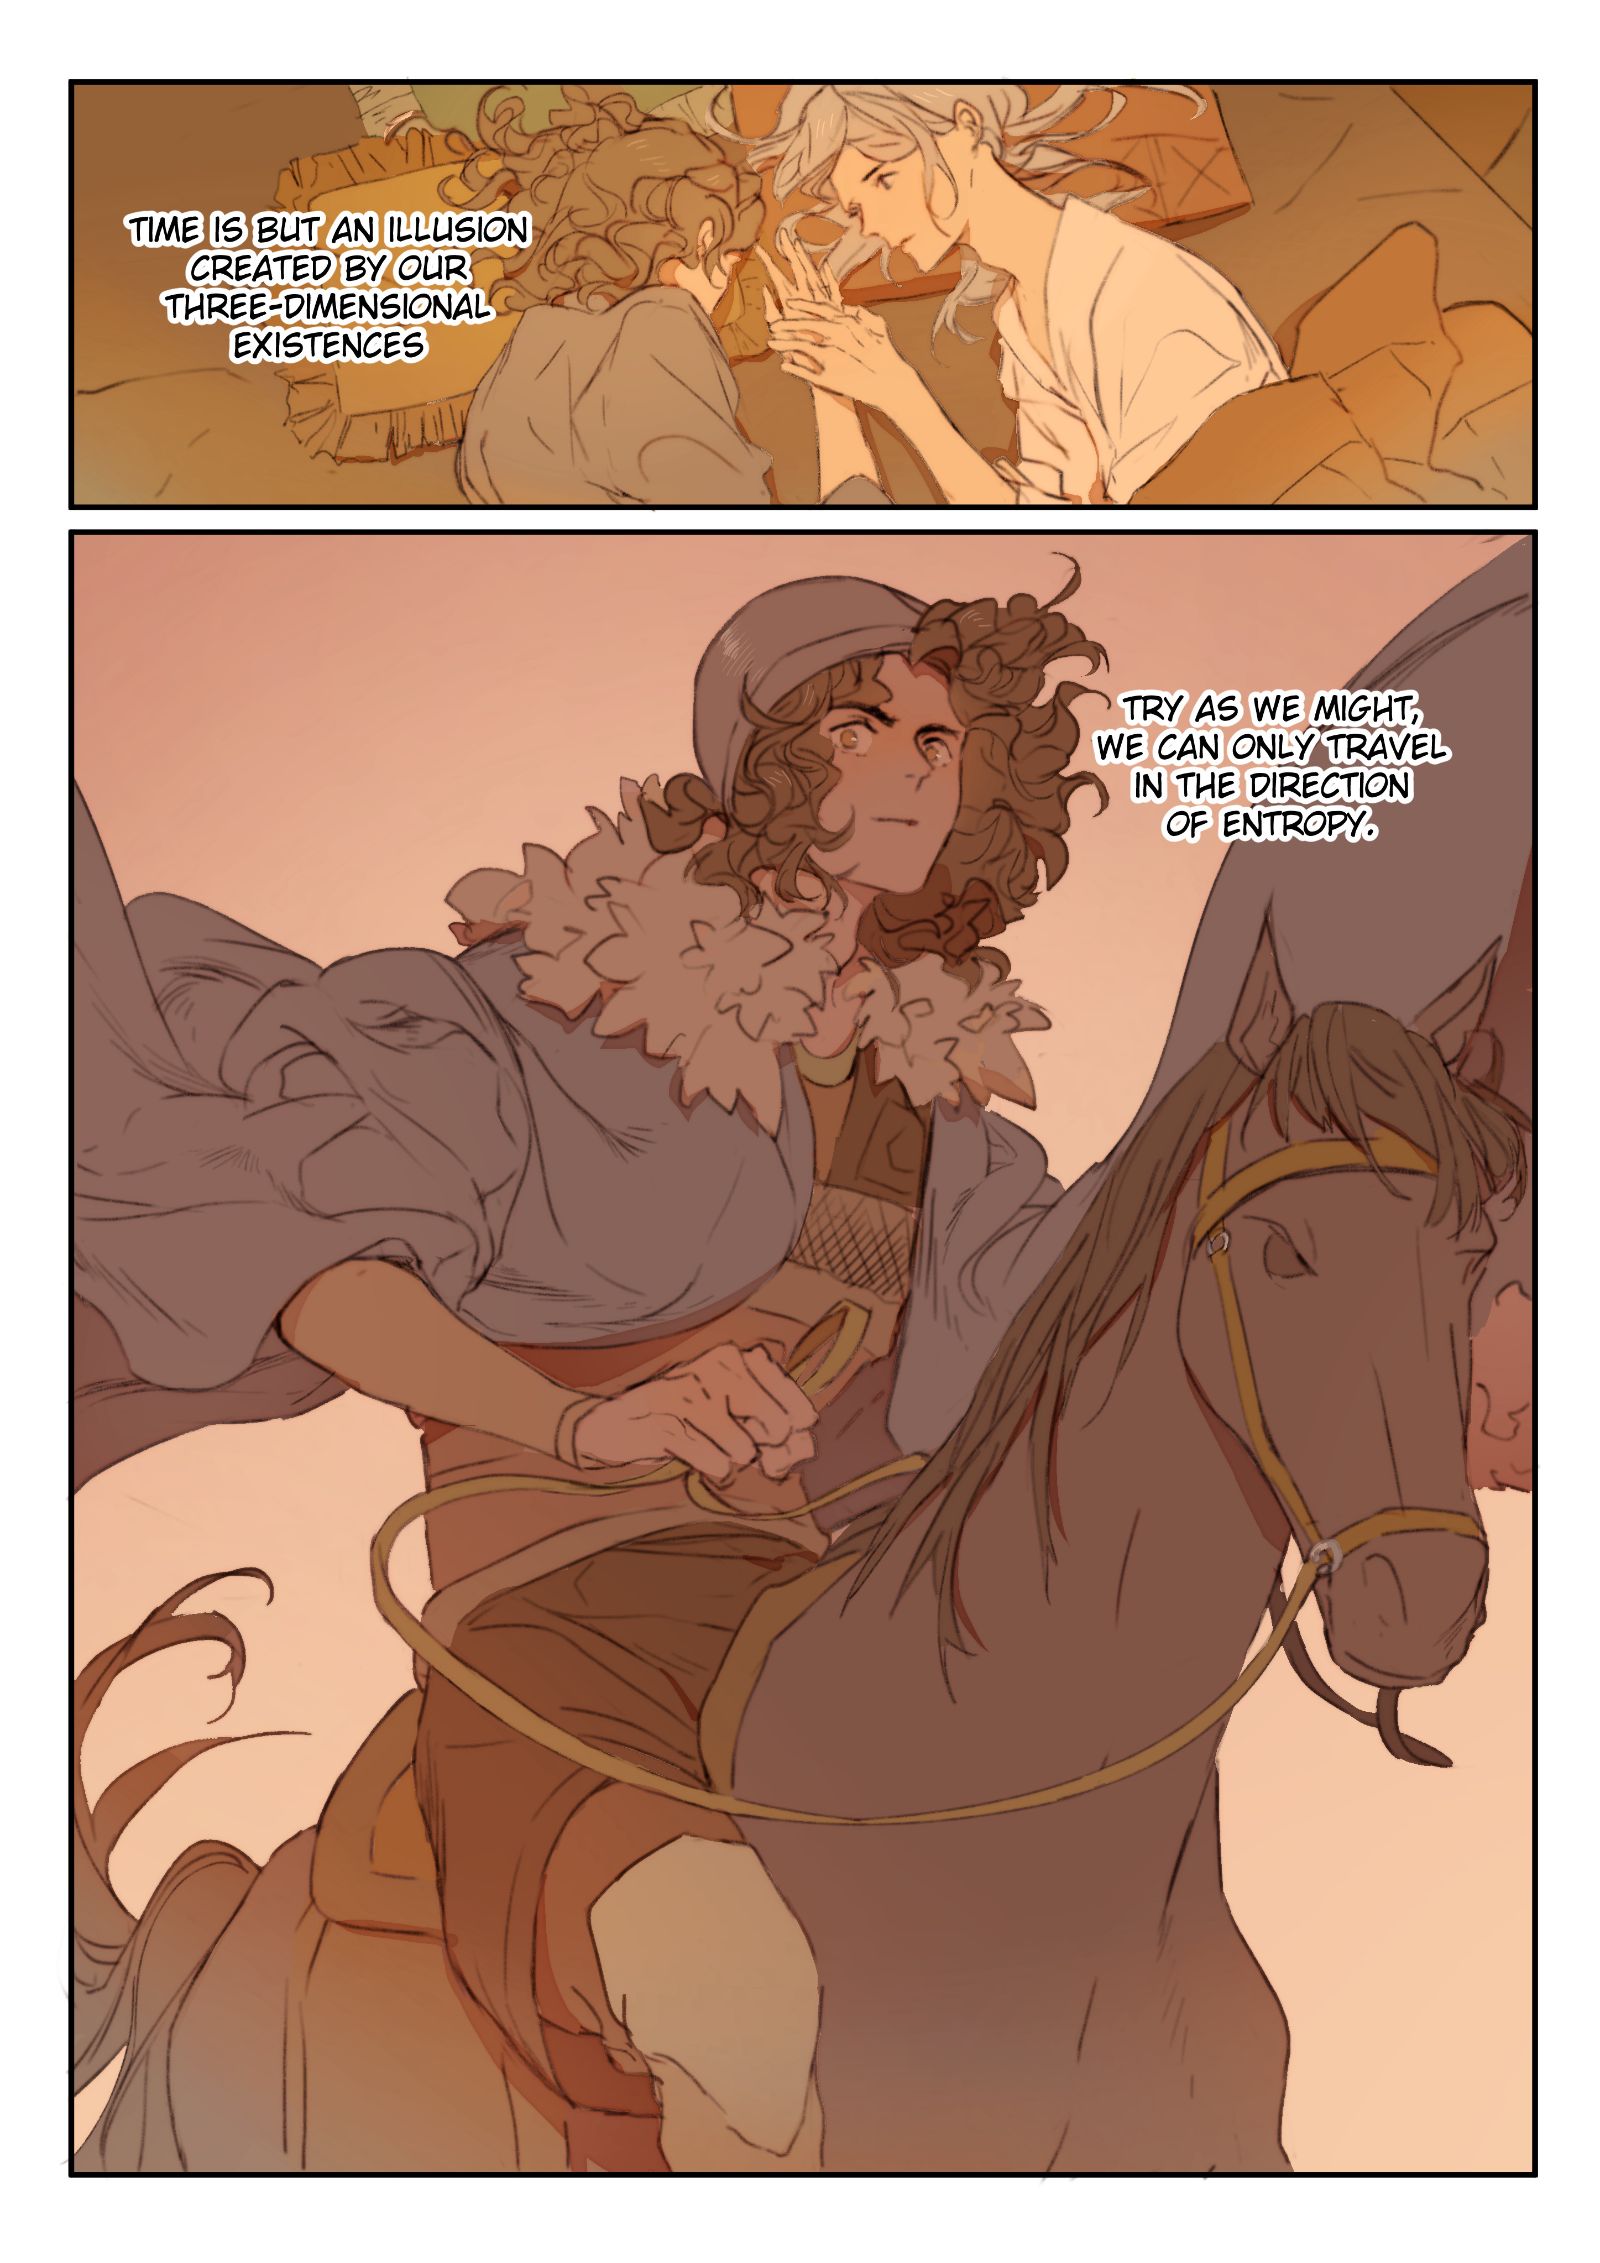 TIME IS BUT AN ILLUSION
CREATED BY OUR
THREE-DIMENSIONAL
EXISTENCES
TRY AS WE MIGHT,
WE CAN ONLY TRAVEL
IN THE DIRECTION
OF ENTROPY.